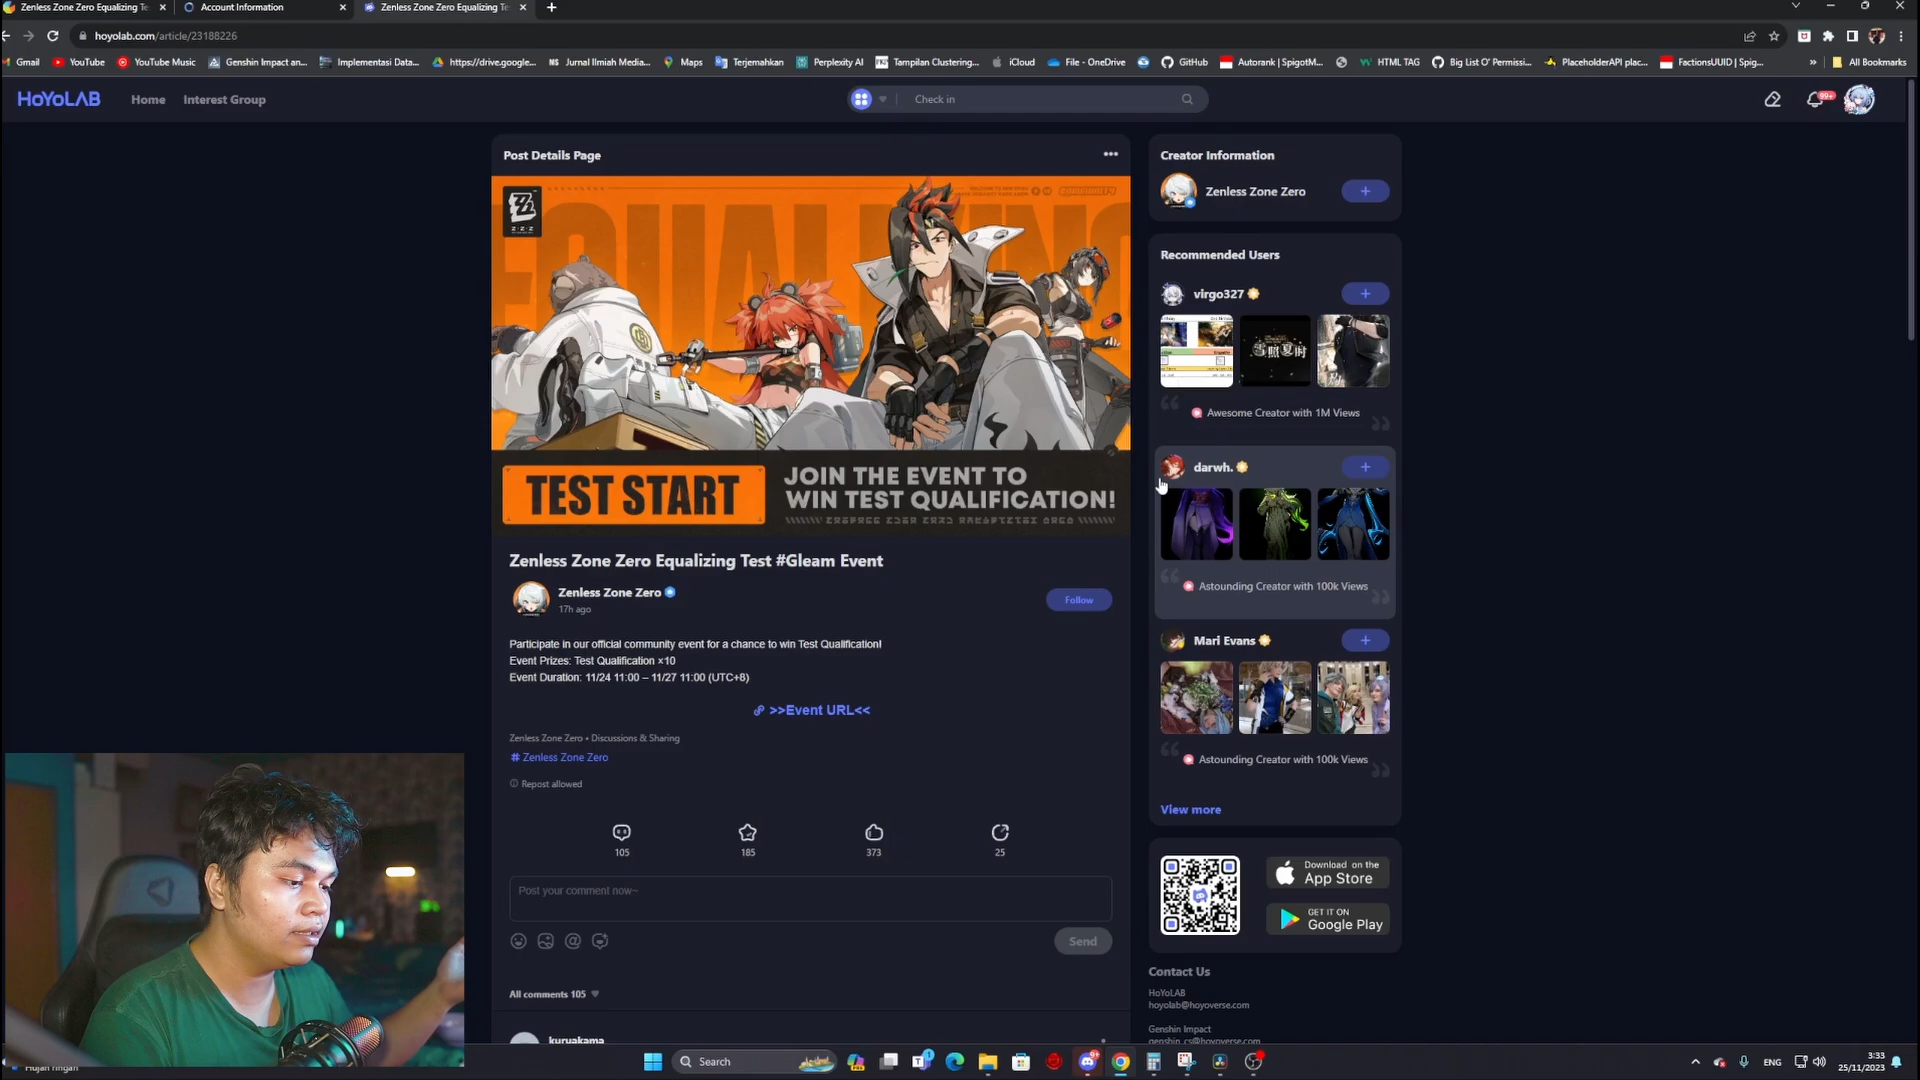 Zenless Zone Zero Equalizing Te
Account Information
Zenless Zone Zero Equalizing Te
hoyolab.com/article/23188226
Gmail
YouTube
YouTube Music
Genshin Impact an...
Implementasi Data...
https://drive.google...
Jurnal Ilmiah Media...
Maps
Terjemahkan
Perplexity AI
Tampilan Clustering...
iCloud
File - OneDrive
GitHub
Autorank | SpigotM...
HTML TAG
Big List O' Permissi...
PlaceholderAPI plac...
FactionsUUID | Spig...
All Bookmarks
HoYoLAB
Home
Interest Group
Check in
99+
Post Details Page
Z·Z·Z
TEST START
JOIN THE EVENT TO
WIN TEST QUALIFICATION!
Zenless Zone Zero Equalizing Test #Gleam Event
Zenless Zone Zero
17h ago
Follow
Participate in our official community event for a chance to win Test Qualification!
Event Prizes: Test Qualification ×10
Event Duration: 11/24 11:00 – 11/27 11:00 (UTC+8)
>>Event URL<<
Zenless Zone Zero • Discussions & Sharing
# Zenless Zone Zero
Repost allowed
105
185
373
25
Post your comment now~
Send
All comments 105
kuruakama
Creator Information
Zenless Zone Zero
Recommended Users
virgo327
Awesome Creator with 1M Views
darwh.
Astounding Creator with 100k Views
Mari Evans
Astounding Creator with 100k Views
View more
Download on the
App Store
GET IT ON
Google Play
Contact Us
HoYoLAB
hoyolab@hoyoverse.com
Genshin Impact
genshin_cs@hoyoverse.com
Hujan ringan
Search
ENG
3:33
25/11/2023